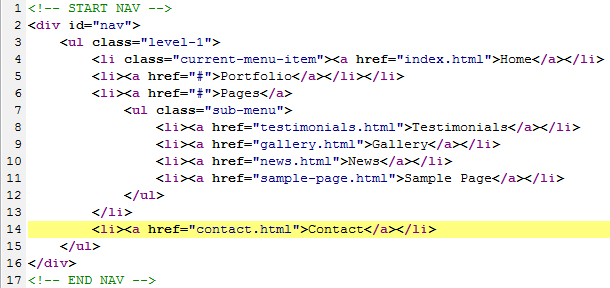 1 <!-- START NAV -->
2 <div id="nav">
3 <ul class="level-1">
4 <li class="current-menu-item"><a href="index.html">Home</a></li>
5 <li><a href="#">Portfolio</a></li></li>
6 <li><a href="#">Pages</a>
7 <ul class="sub-menu">
8 <li><a href="testimonials.html">Testimonials</a></li>
9 <li><a href="gallery.html">Gallery</a></li>
10 <li><a href="news.html">News</a></li>
11 <li><a href="sample-page.html">Sample Page</a></li>
12 </ul>
13 </li>
14 <li><a href="contact.html">Contact</a></li>
15 </ul>
16 </div>
17 <!-- END NAV -->